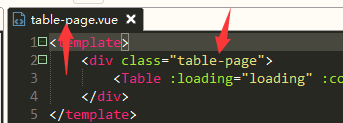 table-page.vue ×
1 <template>
2 <div class="table-page">
3 <Table :loading="loading" :co
4 </div>
5 </template>